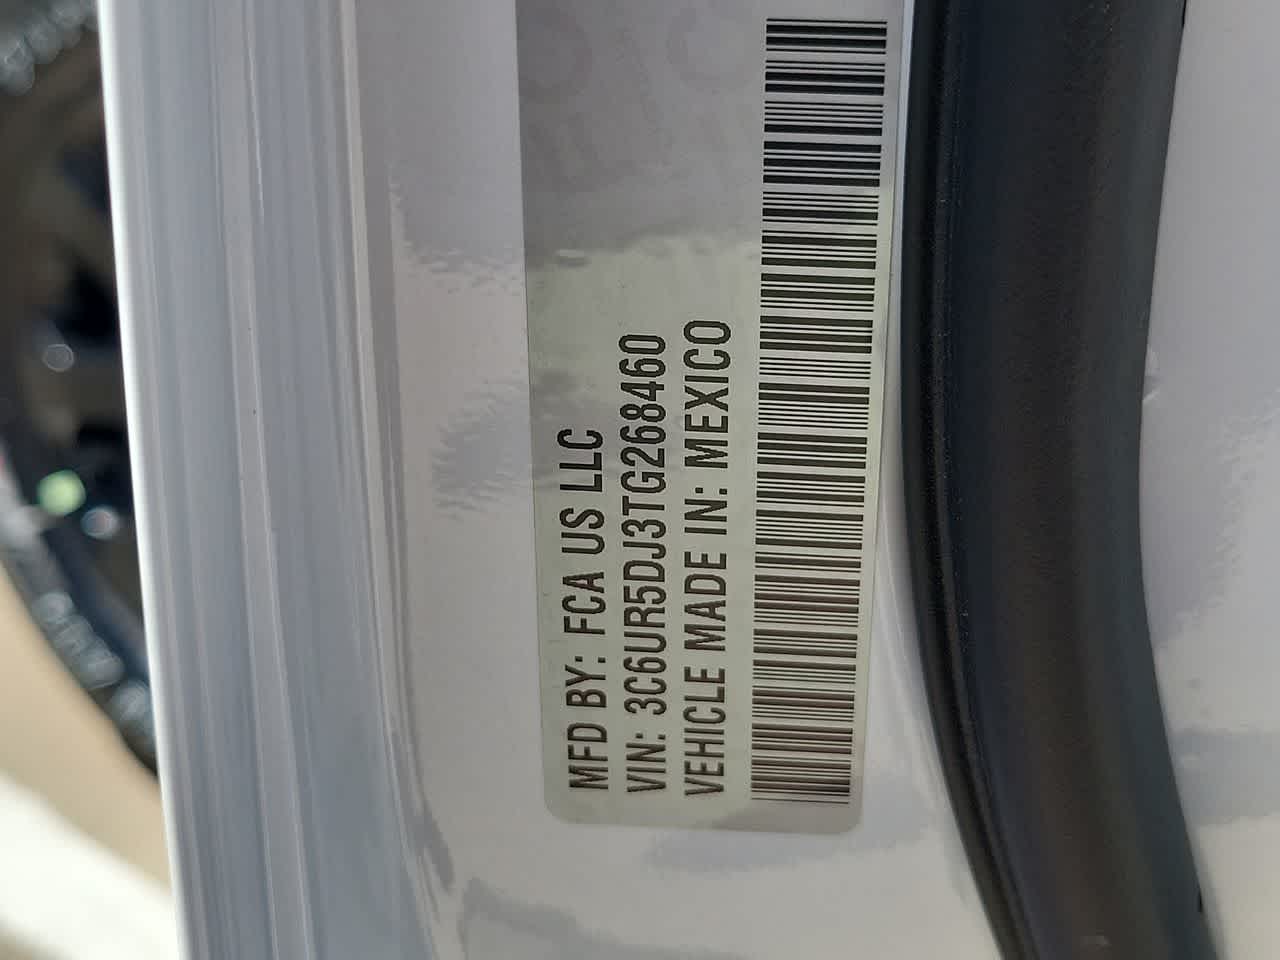 MFD BY: FCA US LLC
VIN: 3C6UR5DJ3TG268460
VEHICLE MADE IN: MEXICO